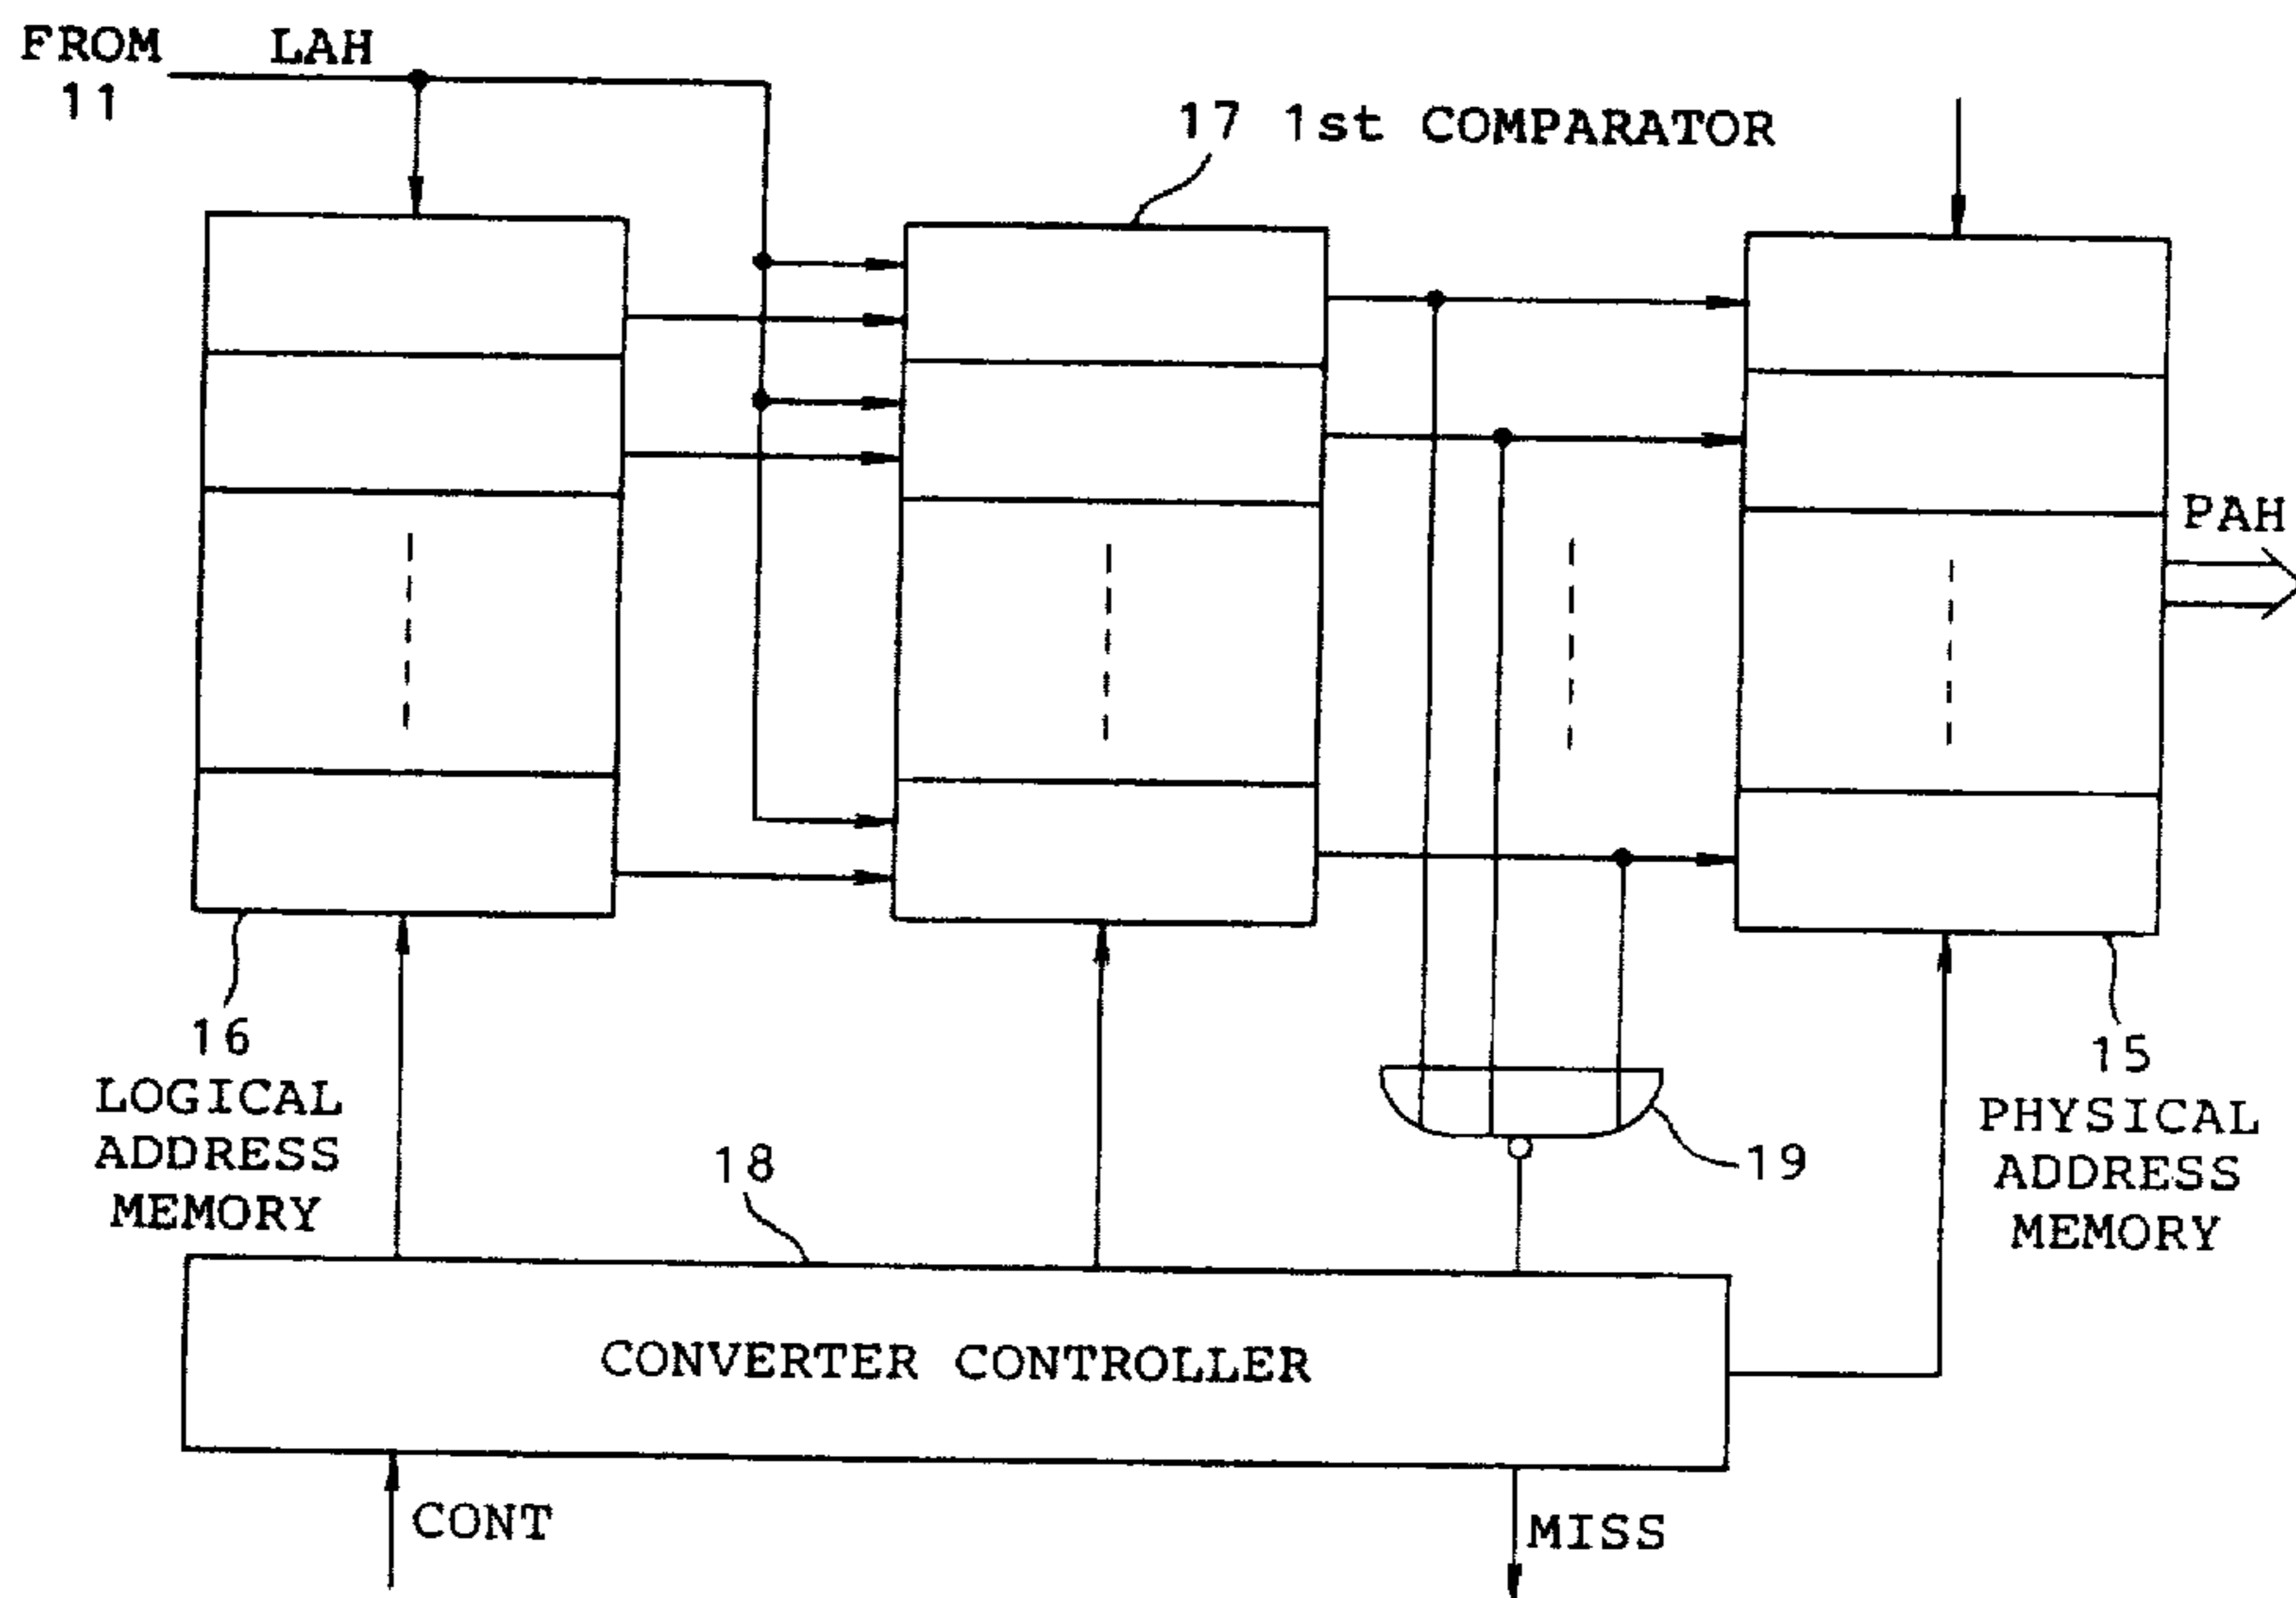 FROM LAH
11
17 1st COMPARATOR
PAH
16
LOGICAL
ADDRESS
MEMORY
15
PHYSICAL
ADDRESS
MEMORY
18
19
CONVERTER CONTROLLER
CONT
MISS